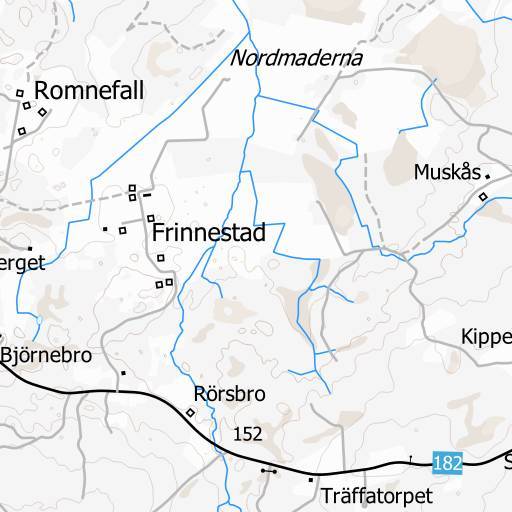 Nordmaderna
Romnefall
Muskås
Frinnestad
erget
Kippe
Björnebro
Rörsbro
152
182
S
Träffatorpet